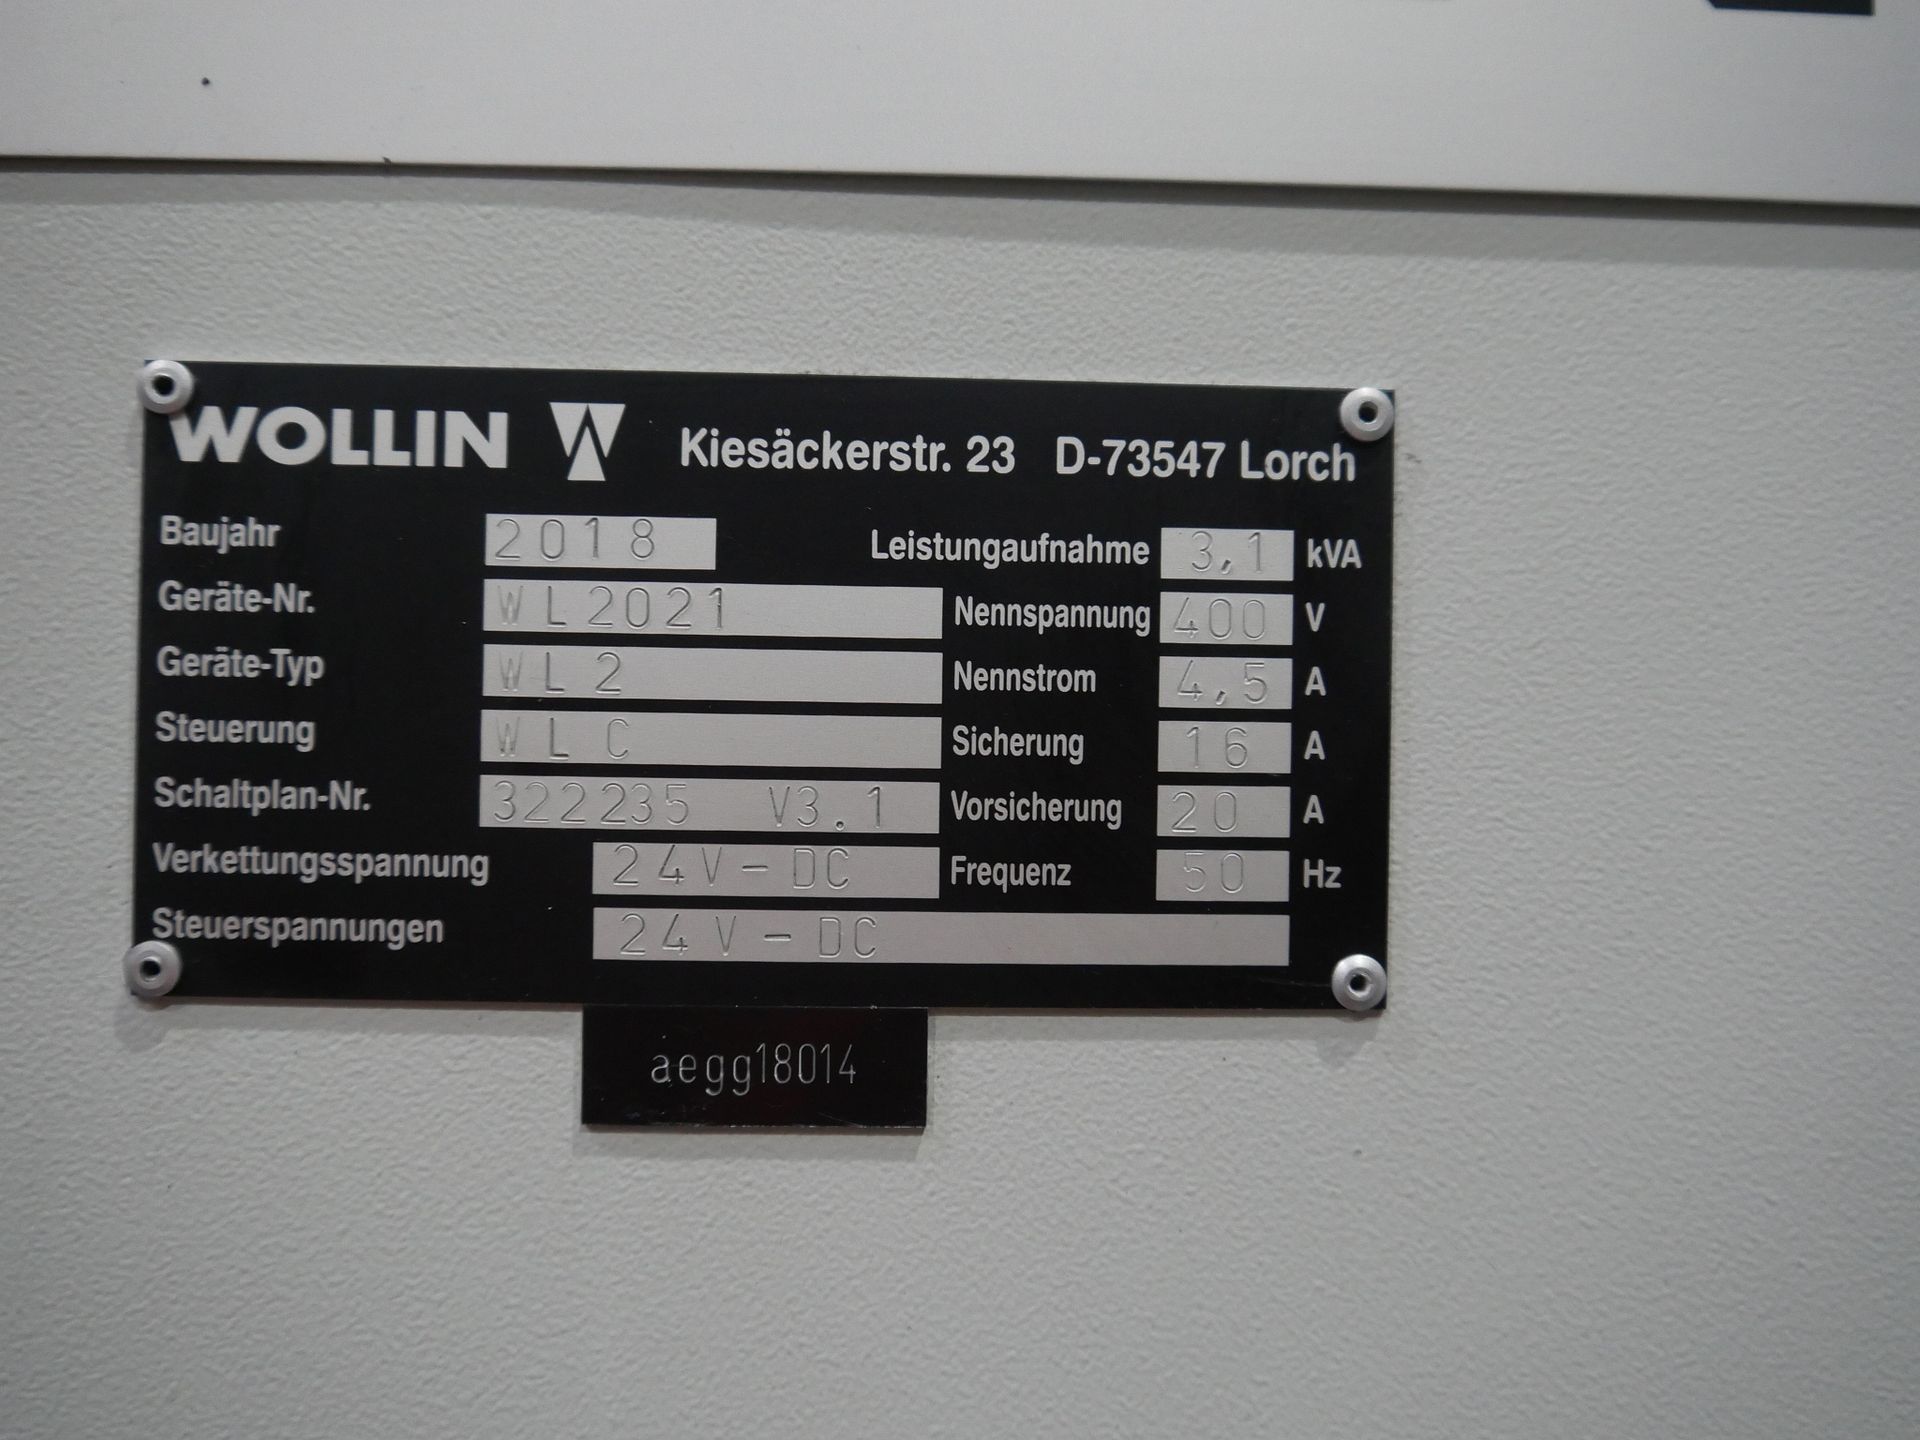 WOLLIN Kiesäckerstr. 23 D-73547 Lorch
Baujahr 2018 Leistungaufnahme 3,1 kVA
Geräte-Nr. WL2021 Nennspannung 400 V
Geräte-Typ WL2 Nennstrom 4,5 A
Steuerung WLC Sicherung 16 A
Schaltplan-Nr. 322235 V3.1 Vorsicherung 20 A
Verkettungsspannung 24V-DC Frequenz 50 Hz
Steuerspannungen 24V-DC
aegg18014